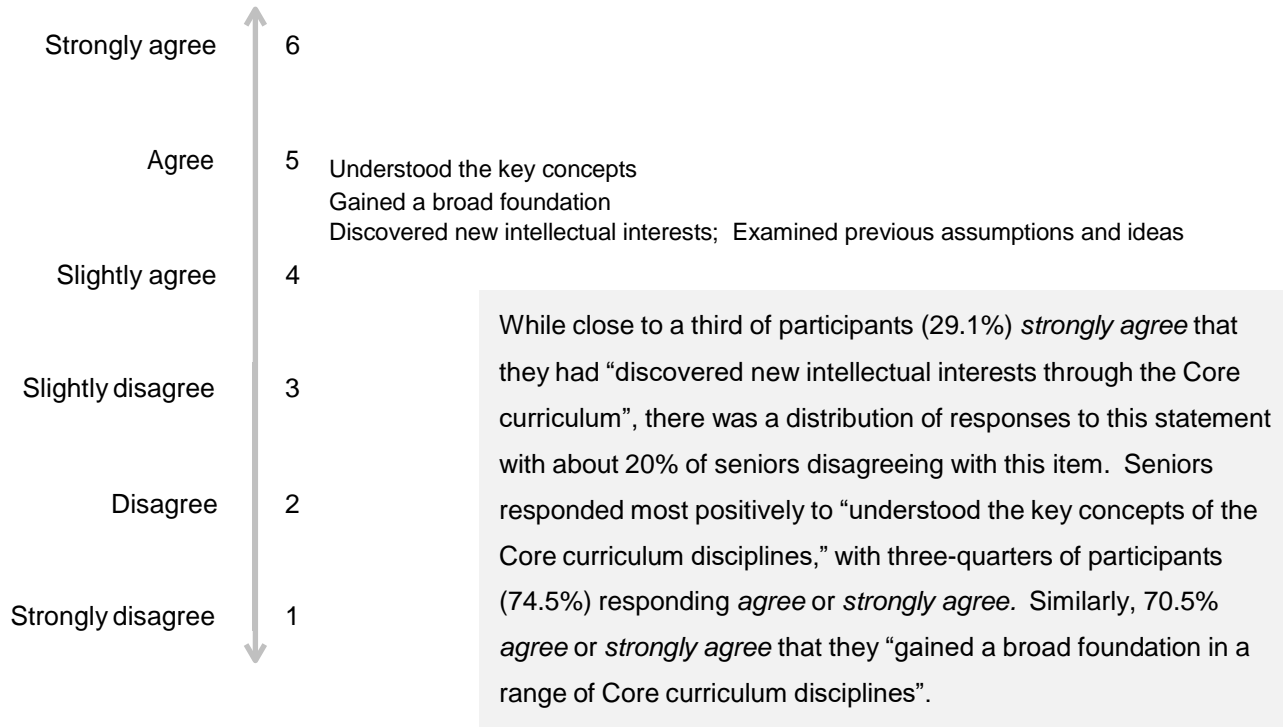 Strongly agree 6
Agree 5 Understood the key concepts
Gained a broad foundation
Discovered new intellectual interests; Examined previous assumptions and ideas
Slightly agree 4
Slightly disagree 3
Disagree 2
Strongly disagree 1
While close to a third of participants (29.1%) strongly agree that
they had “discovered new intellectual interests through the Core
curriculum”, there was a distribution of responses to this statement
with about 20% of seniors disagreeing with this item. Seniors
responded most positively to “understood the key concepts of the
Core curriculum disciplines,” with three-quarters of participants
(74.5%) responding agree or strongly agree. Similarly, 70.5%
agree or strongly agree that they “gained a broad foundation in a
range of Core curriculum disciplines”.